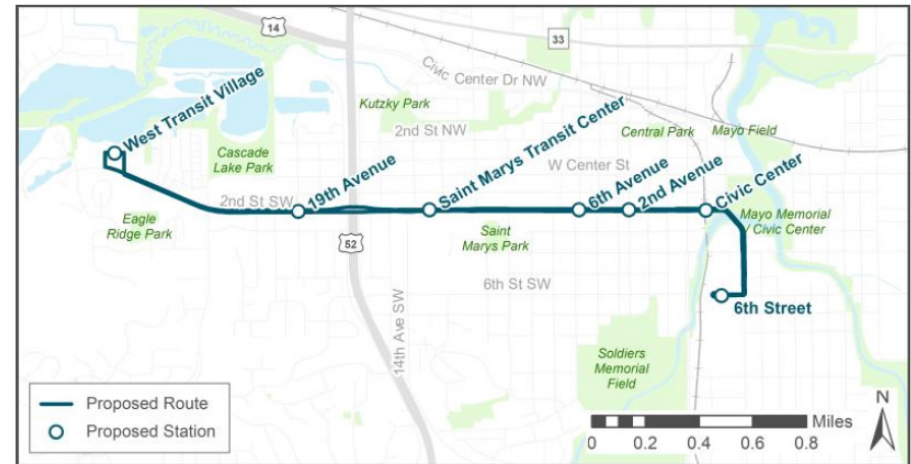 14
33
Civic Center Dr NW
West Transit Village
Kutzky Park
2nd St NW
Saint Marys Transit Center
Central Park
Mayo Field
Cascade
Lake Park
19th Avenue
W Center St
6th Avenue
2nd Avenue
Civic Center
2nd St SW
Eagle
Ridge Park
52
Saint
Marys Park
Mayo Memorial
/ Civic Center
6th St SW
6th Street
14th Ave SW
Soldiers
Memorial
Field
Proposed Route
Proposed Station
Miles
0 0.2 0.4 0.6 0.8
N